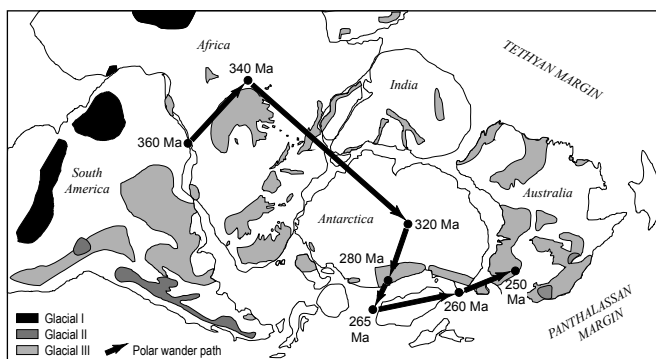 Africa
TETHYAN MARGIN
340 Ma
India
360 Ma
South
America
Australia
Antarctica
320 Ma
280 Ma
250
Ma
265
Ma
260 Ma
PANTHALASSAN
MARGIN
Glacial I
Glacial II
Glacial III
Polar wander path